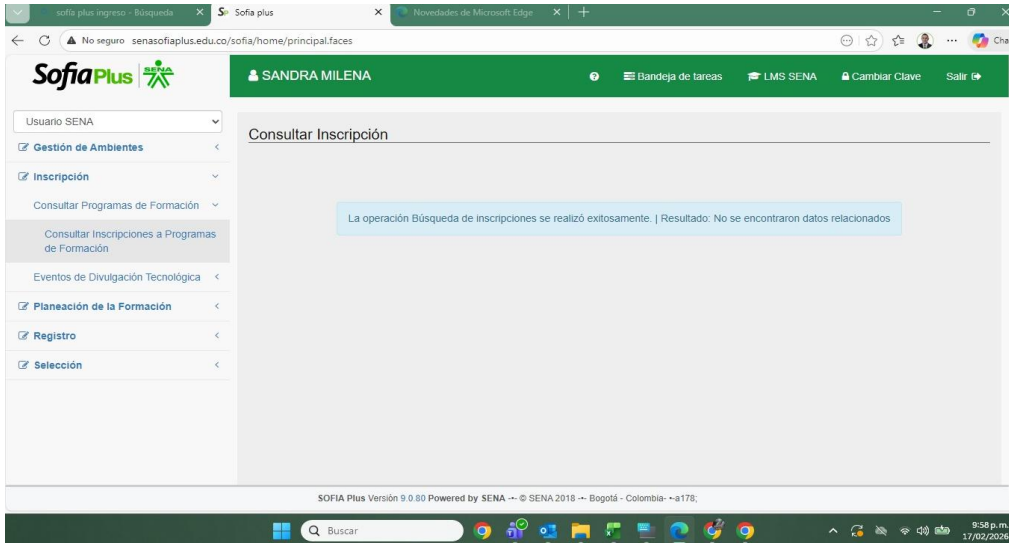 sofía plus ingreso - Búsqueda
Sofia plus
Novedades de Microsoft Edge
No seguro
senasofiaplus.edu.co/sofia/home/principal.faces
Cha
SofiaPlus
SENA
SANDRA MILENA
Bandeja de tareas
LMS SENA
Cambiar Clave
Salir
Usuario SENA
Gestión de Ambientes
Inscripción
Consultar Programas de Formación
Consultar Inscripciones a Programas
de Formación
Eventos de Divulgación Tecnológica
Planeación de la Formación
Registro
Selección
Consultar Inscripción
La operación Búsqueda de inscripciones se realizó exitosamente. | Resultado: No se encontraron datos relacionados
SOFIA Plus Versión 9.0.80 Powered by SENA -•- © SENA 2018 -•- Bogotá - Colombia- •-a178;
Buscar
9:58 p. m.
17/02/2026